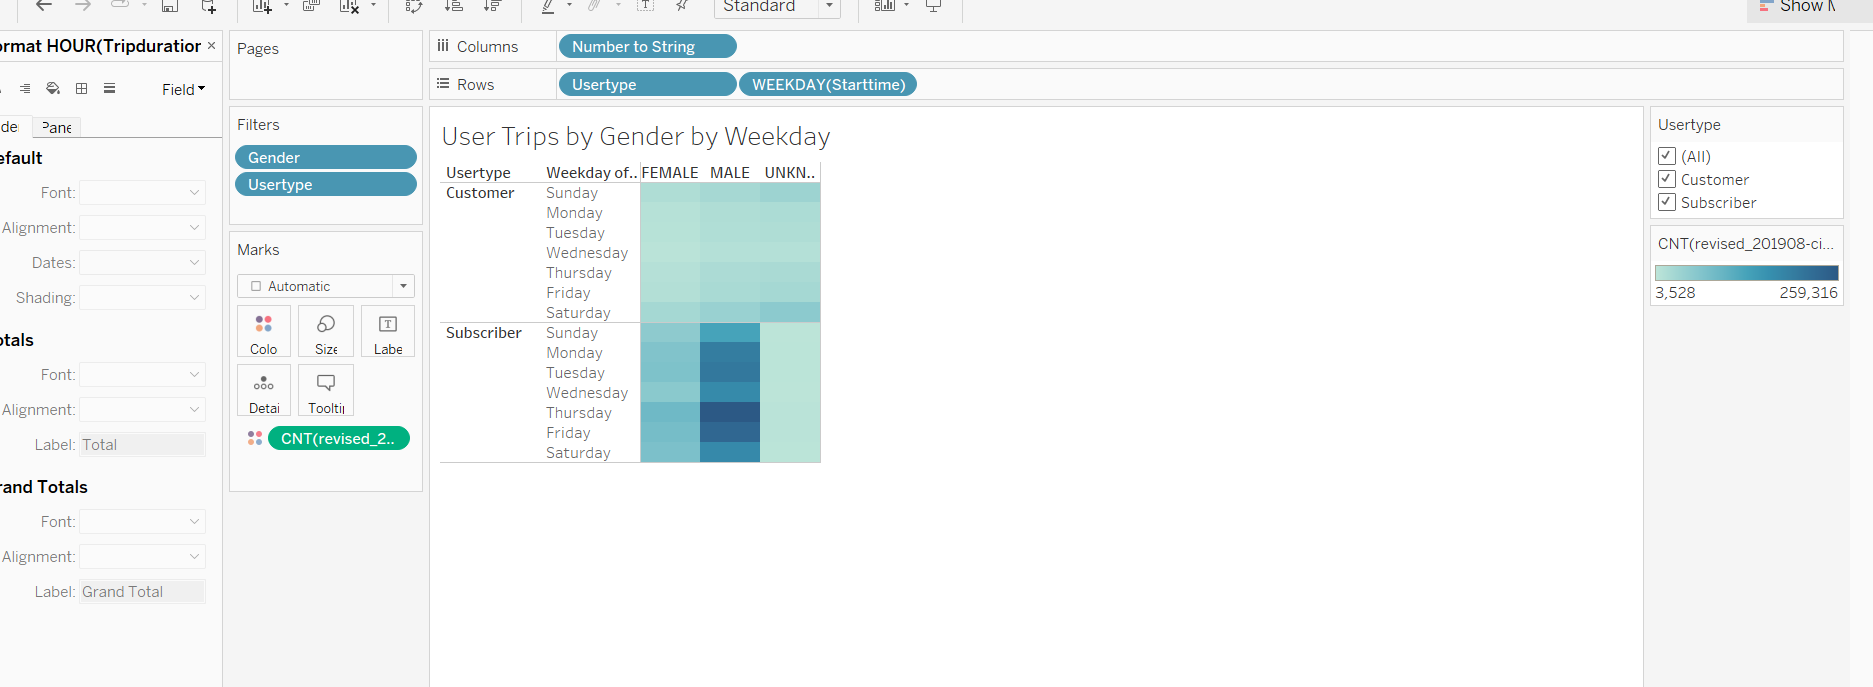 Standard
Show M
ormat HOUR(Tripduration
Field
de
Pane
efault
Font:
Alignment:
Dates:
Shading:
otals
Font:
Alignment:
Label: Total
rand Totals
Font:
Alignment:
Label: Grand Total
Pages
Filters
Gender
Usertype
Marks
Automatic
Colo
Size
Labe
Detai
Toolti
CNT(revised_2..
Columns
Number to String
Rows
Usertype
WEEKDAY(Starttime)
User Trips by Gender by Weekday
Usertype Weekday of.. FEMALE MALE UNKN..
Customer Sunday
Monday
Tuesday
Wednesday
Thursday
Friday
Saturday
Subscriber Sunday
Monday
Tuesday
Wednesday
Thursday
Friday
Saturday
Usertype
(All)
Customer
Subscriber
CNT(revised_201908-ci...
3,528 259,316